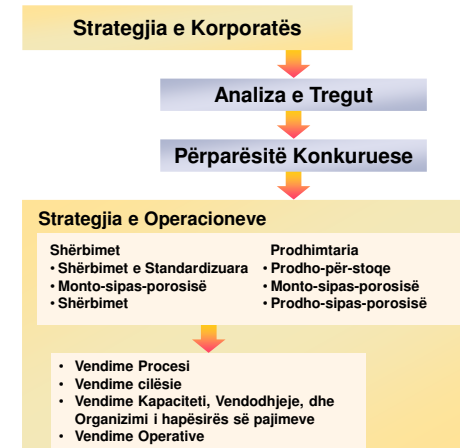 Strategjia e Korporatës
Analiza e Tregut
Përparësitë Konkuruese
Strategjia e Operacioneve
Shërbimet
• Shërbimet e Standardizuara
• Monto-sipas-porosisë
• Shërbimet
Prodhimtaria
• Prodho-për-stoqe
• Monto-sipas-porosisë
• Prodho-sipas-porosisë
• Vendime Procesi
• Vendime cilësie
• Vendime Kapaciteti, Vendodhjeje, dhe
Organizimi i hapësirës së pajimeve
• Vendime Operative